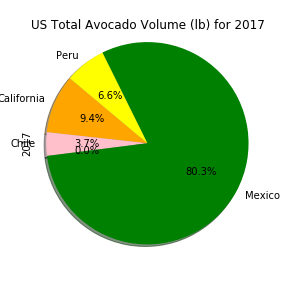 US Total Avocado Volume (lb) for 2017
Peru
6.6%
California
9.4%
Chile
3.7%
0.0%
2017
80.3%
Mexico